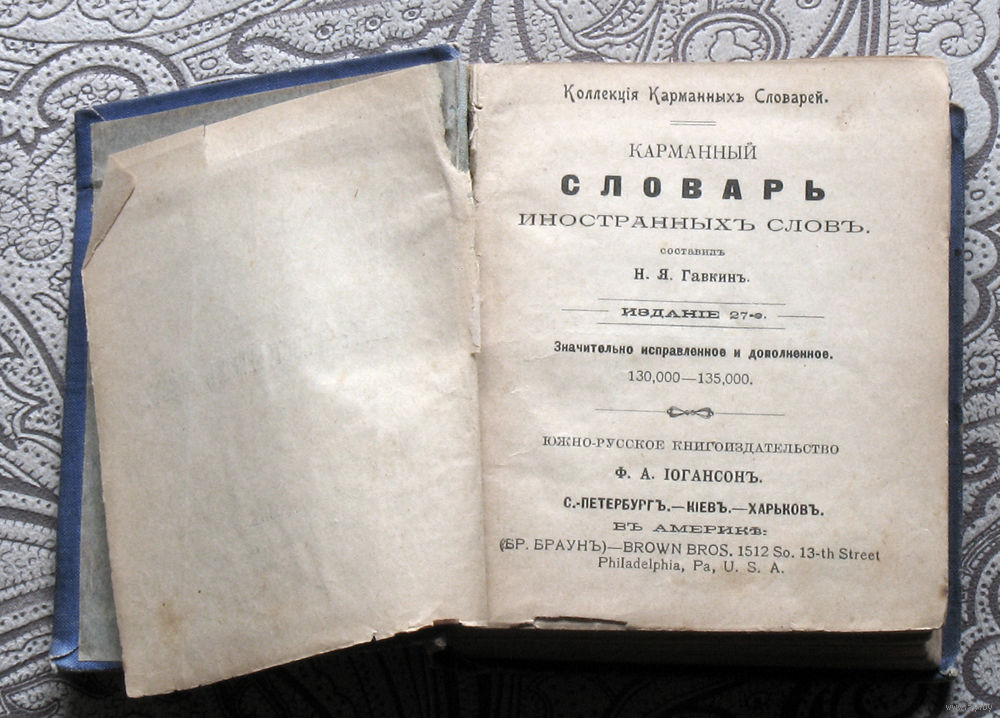 Коллекція Карманныхъ Словарей.
КАРМАННЫЙ
СЛОВАРЬ
ИНОСТРАННЫХЪ СЛОВЪ.
составилъ
Н. Я. Гавкинъ.
ИЗДАНІЕ 27-е.
Значительно исправленное и дополненное.
130,000—135,000.
ЮЖНО-РУССКОЕ КНИГОИЗДАТЕЛЬСТВО
Ф. А. ІОГАНСОНЪ.
С.-ПЕТЕРБУРГЪ.—КІЕВЪ.—ХАРЬКОВЪ.
ВЪ АМЕРИКѢ:
(БР. БРАУНЪ)—BROWN BROS. 1512 So. 13-th Street
Philadelphia, Pa, U. S. A.